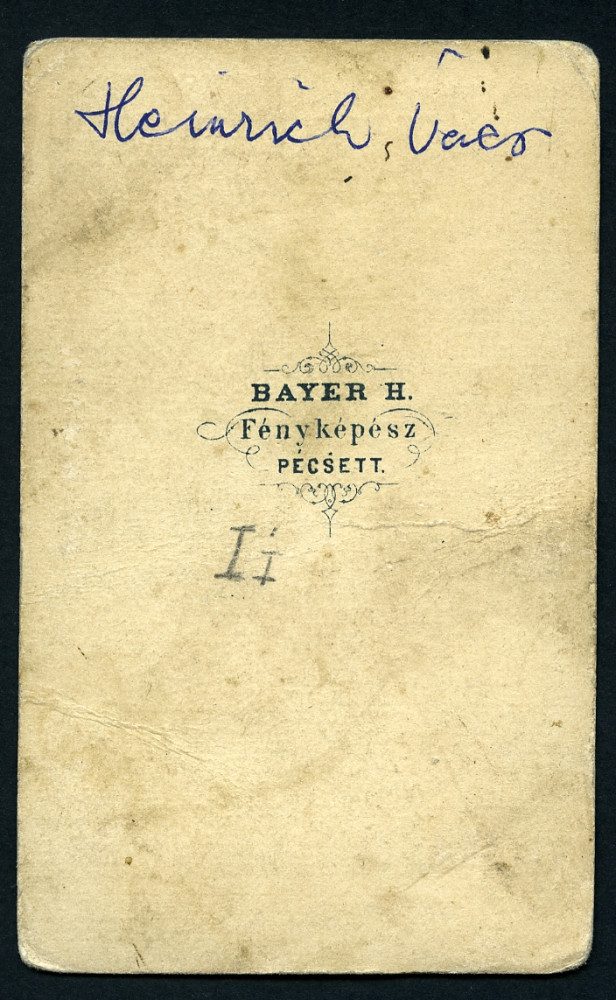 Heinrich
BAYER H.
Fényképész
PÉCSETT.